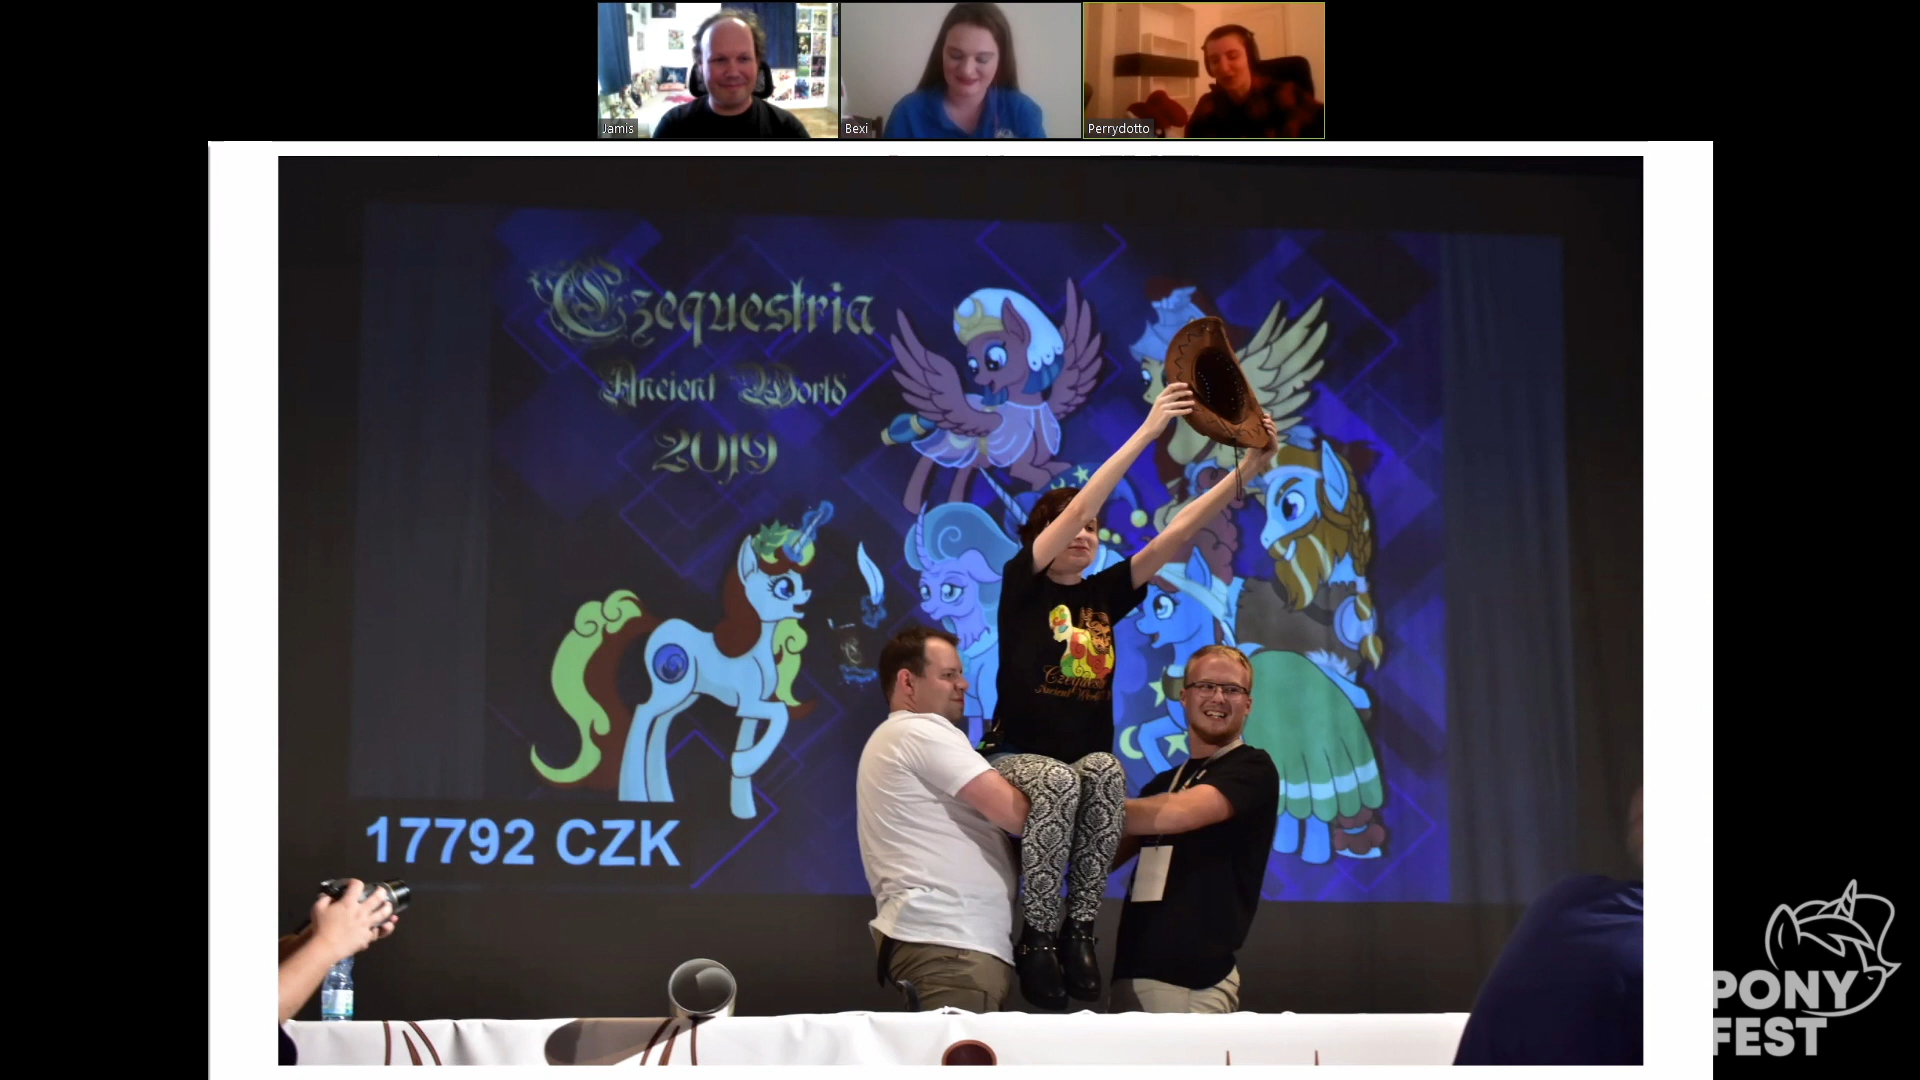 Jamis
Bexi
Perrydotto
Czequestria
Ancient World
2019
17792 CZK
PONY
FEST